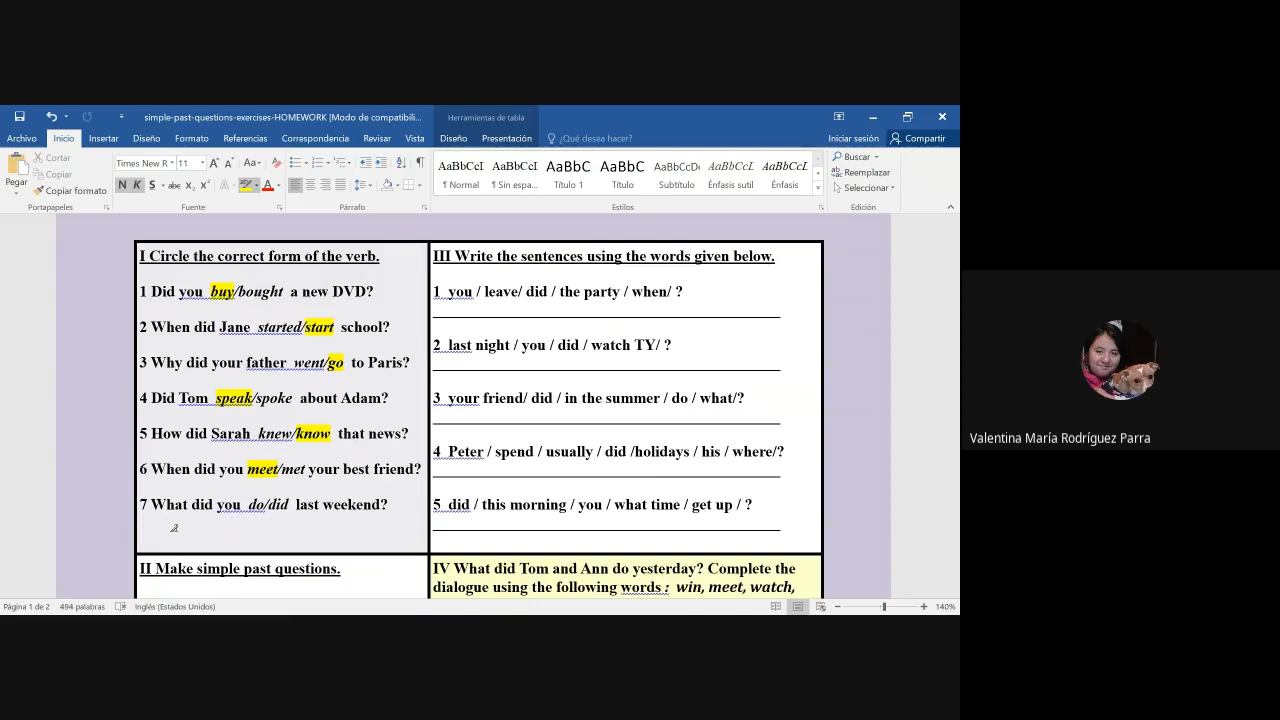 simple-past-questions-exercises-HOMEWORK [Modo de compatibili...
Herramientas de tabla
Archivo Inicio Insertar Diseño Formato Referencias Correspondencia Revisar Vista Diseño Presentación ¿Qué desea hacer? Iniciar sesión Compartir
Pegar
Cortar
Copiar
Copiar formato
Times New R 11
N K S abc x₂ x²
AaBbCcI AaBbCcI AaBbC AaBbC AaBbCcDc AaBbCcL AaBbCcL
¶ Normal ¶ Sin espa... Título 1 Título Subtítulo Énfasis sutil Énfasis
Buscar
Reemplazar
Seleccionar
Portapapeles Fuente Párrafo Estilos Edición
I Circle the correct form of the verb.
1 Did you buy/bought a new DVD?
2 When did Jane started/start school?
3 Why did your father went/go to Paris?
4 Did Tom speak/spoke about Adam?
5 How did Sarah knew/know that news?
6 When did you meet/met your best friend?
7 What did you do/did last weekend?
III Write the sentences using the words given below.
1 you / leave/ did / the party / when/ ?
2 last night / you / did / watch TY/ ?
3 your friend/ did / in the summer / do / what/?
4 Peter / spend / usually / did /holidays / his / where/?
5 did / this morning / you / what time / get up / ?
II Make simple past questions.
IV What did Tom and Ann do yesterday? Complete the
dialogue using the following words : win, meet, watch,
Página 1 de 2 494 palabras Inglés (Estados Unidos) 140%
Valentina María Rodríguez Parra